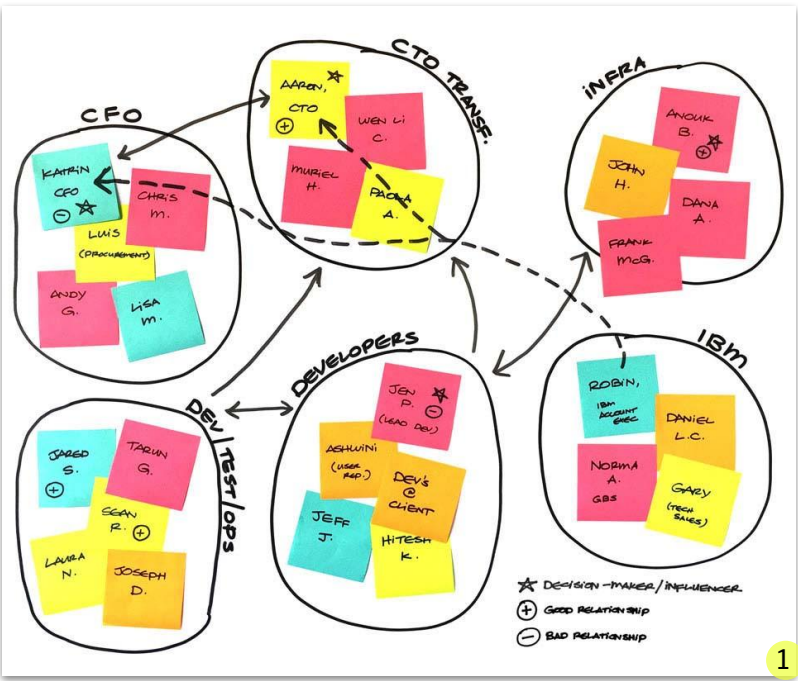 CFO
KATRIN
CFO
CHRIS
M.
LUIS
(PROCUREMENT)
ANDY
G.
LISA
M.
CTO TRANSF.
AARON,
CTO
WEN LI
C.
MURIEL
H.
PAOLA
A.
INFRA
ANOUK
B.
JOHN
H.
DANA
A.
FRANK
McG.
DEV/TEST/OPS
JARED
S.
TARUN
G.
SEAN
R.
LAURA
N.
JOSEPH
D.
DEVELOPERS
JEN
P.
(LEAD DEV)
ASHWINI
(USER
REP.)
DEV'S
@
CLIENT
JEFF
J.
HITESH
K.
IBM
ROBIN,
IBM
ACCOUNT
EXEC
DANIEL
L.C.
NORMA
A.
GBS
GARY
(TECH
SALES)
DECISION-MAKER/INFLUENCER
GOOD RELATIONSHIP
BAD RELATIONSHIP
1